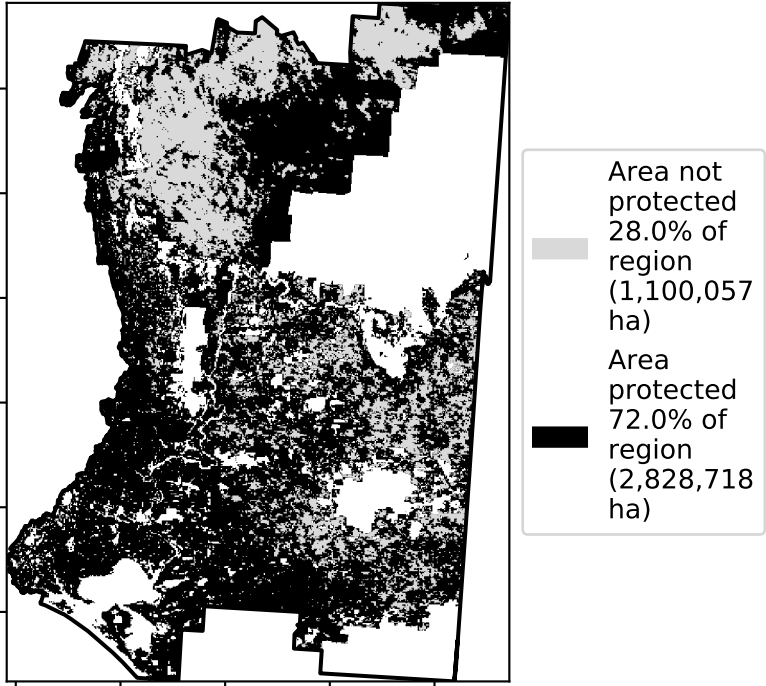 Area not
protected
28.0% of
region
(1,100,057
ha)
Area
protected
72.0% of
region
(2,828,718
ha)